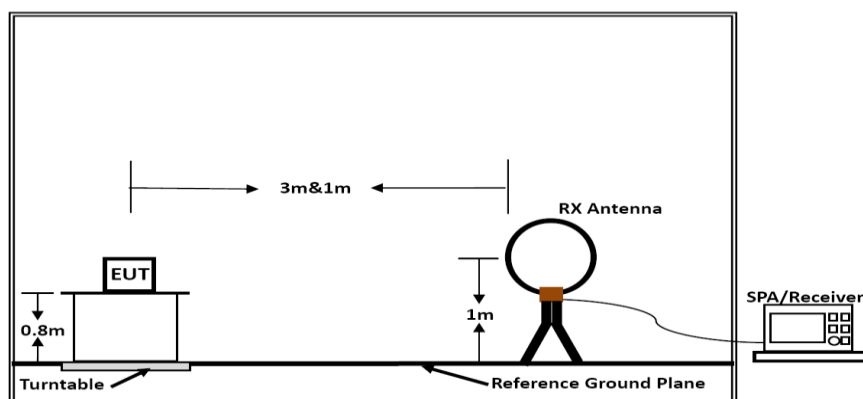 3m&1m
RX Antenna
EUT
SPA/Receiver
0.8m
1m
Turntable
Reference Ground Plane